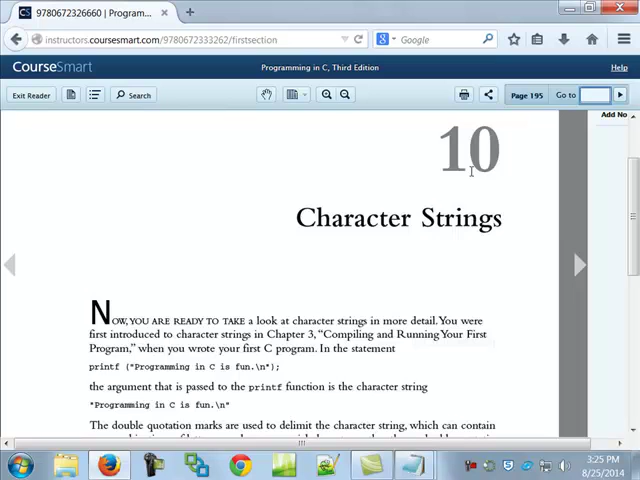 9780672326660 | Program...
instructors.coursesmart.com/9780672333262/firstsection
Google
CourseSmart
Programming in C, Third Edition
Help
Exit Reader
Search
Page 195
Go to
Add No
10
Character Strings
NOW, YOU ARE READY TO TAKE a look at character strings in more detail. You were
first introduced to character strings in Chapter 3, “Compiling and Running Your First
Program,” when you wrote your first C program. In the statement
printf ("Programming in C is fun.\n");
the argument that is passed to the printf function is the character string
"Programming in C is fun.\n"
The double quotation marks are used to delimit the character string, which can contain
3:25 PM
8/25/2014